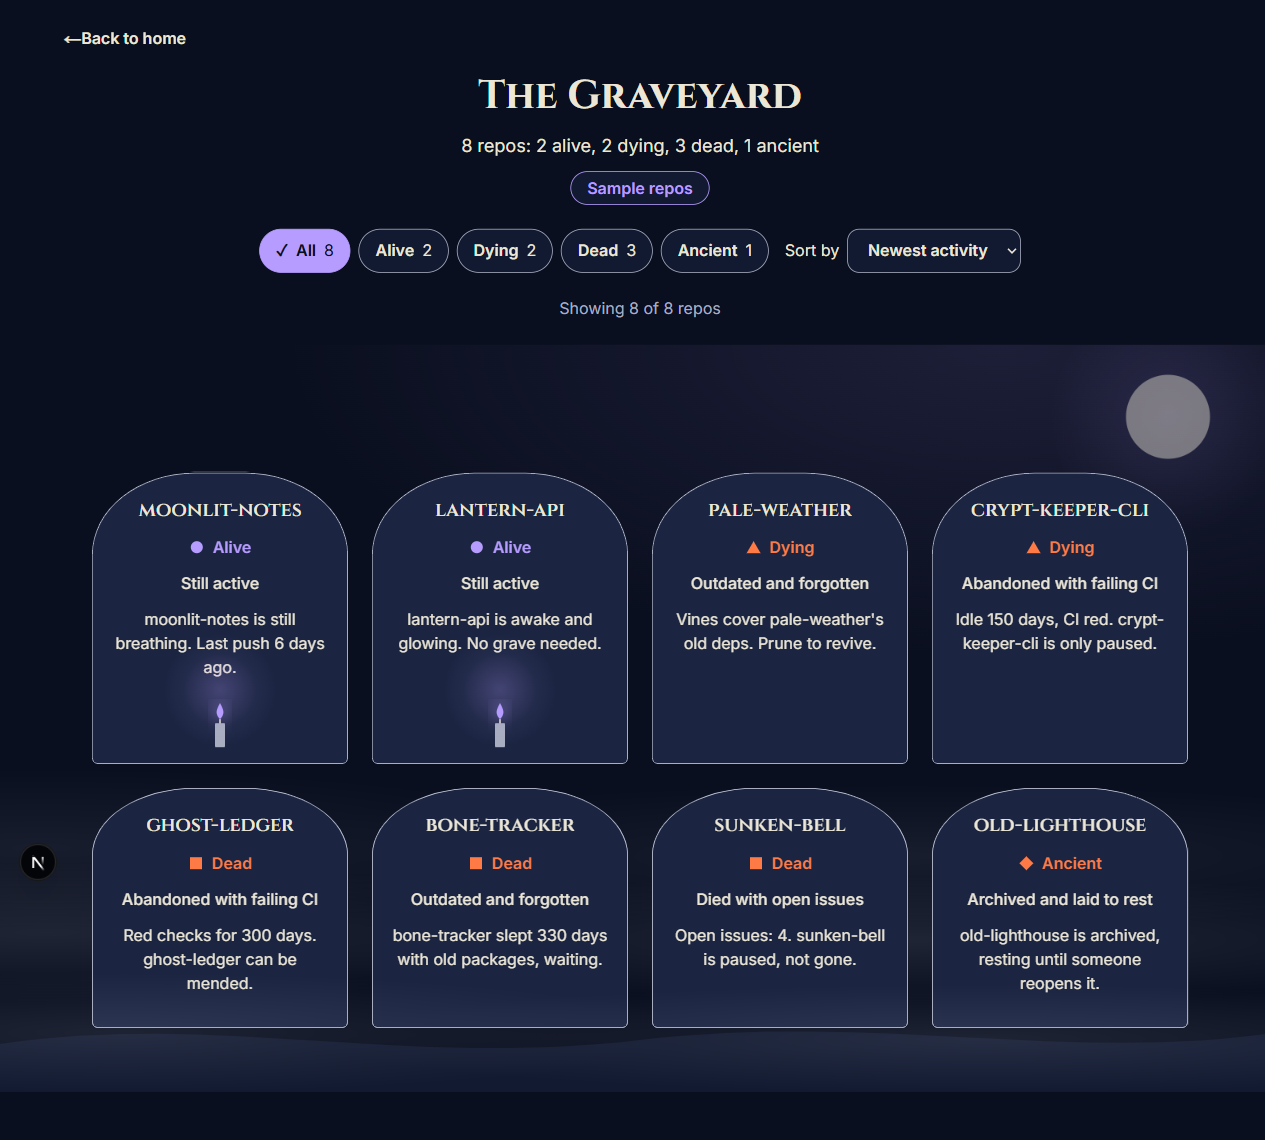 ←Back to home
The Graveyard
8 repos: 2 alive, 2 dying, 3 dead, 1 ancient
Sample repos
✓ All 8 Alive 2 Dying 2 Dead 3 Ancient 1 Sort by Newest activity
Showing 8 of 8 repos
moonlit-notes
Alive
Still active
moonlit-notes is still
breathing. Last push 6 days
ago.
lantern-api
Alive
Still active
lantern-api is awake and
glowing. No grave needed.
pale-weather
Dying
Outdated and forgotten
Vines cover pale-weather's
old deps. Prune to revive.
crypt-keeper-cli
Dying
Abandoned with failing CI
Idle 150 days, CI red. crypt-
keeper-cli is only paused.
ghost-ledger
Dead
Abandoned with failing CI
Red checks for 300 days.
ghost-ledger can be
mended.
bone-tracker
Dead
Outdated and forgotten
bone-tracker slept 330 days
with old packages, waiting.
sunken-bell
Dead
Died with open issues
Open issues: 4. sunken-bell
is paused, not gone.
old-lighthouse
Ancient
Archived and laid to rest
old-lighthouse is archived,
resting until someone
reopens it.
N